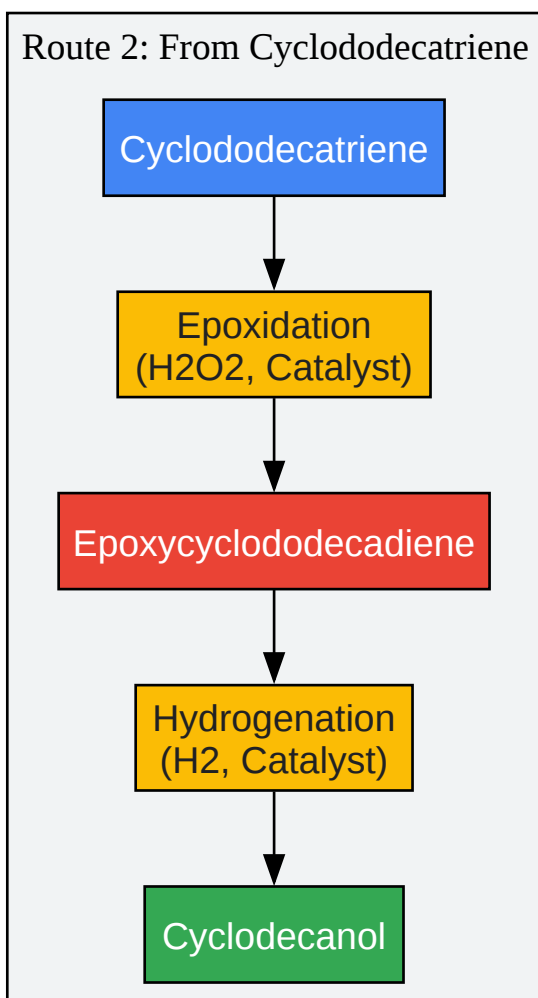 Route 2: From Cyclododecatriene
Cyclododecatriene
Epoxidation
(H2O2, Catalyst)
Epoxycyclododecadiene
Hydrogenation
(H2, Catalyst)
Cyclodecanol